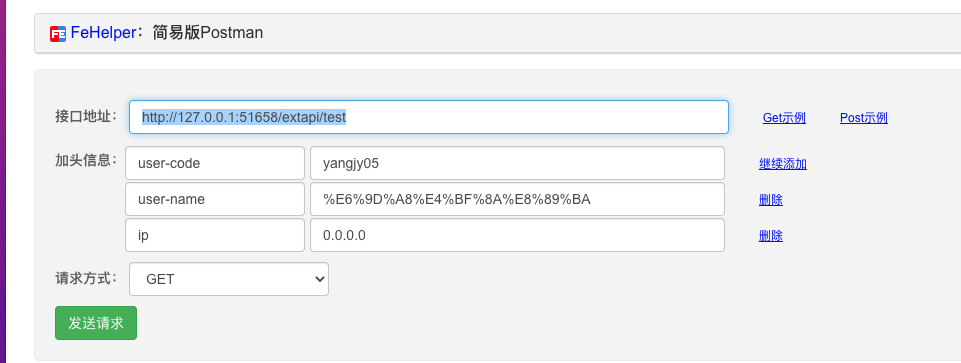 FE FeHelper：简易版Postman
接口地址： http://127.0.0.1:51658/extapi/test Get示例 Post示例
加头信息： user-code yangjy05 继续添加
user-name %E6%9D%A8%E4%BF%8A%E8%89%BA 删除
ip 0.0.0.0 删除
请求方式： GET
发送请求